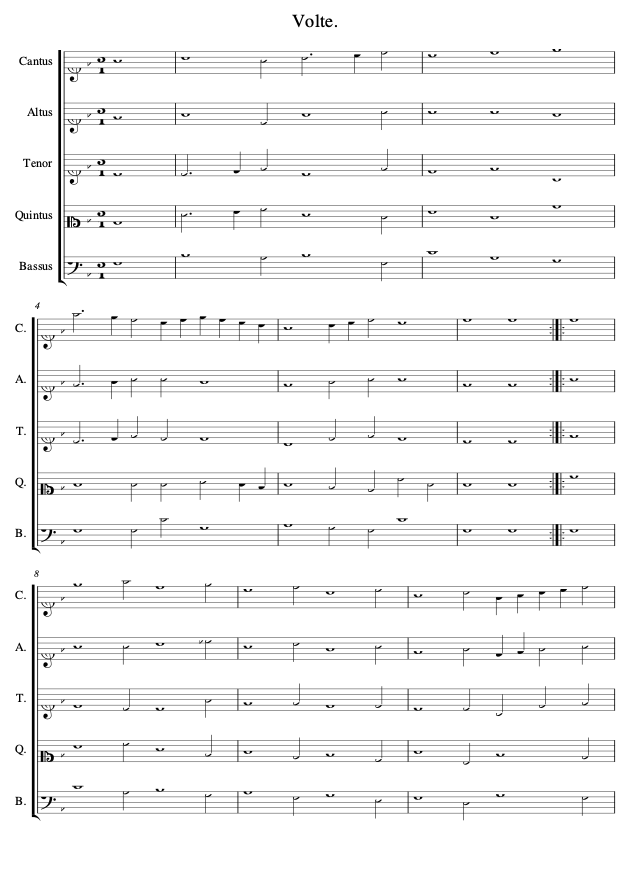 Volte.
Cantus
Altus
Tenor
Quintus
Bassus
4
C.
A.
T.
Q.
B.
8
C.
A.
T.
Q.
B.